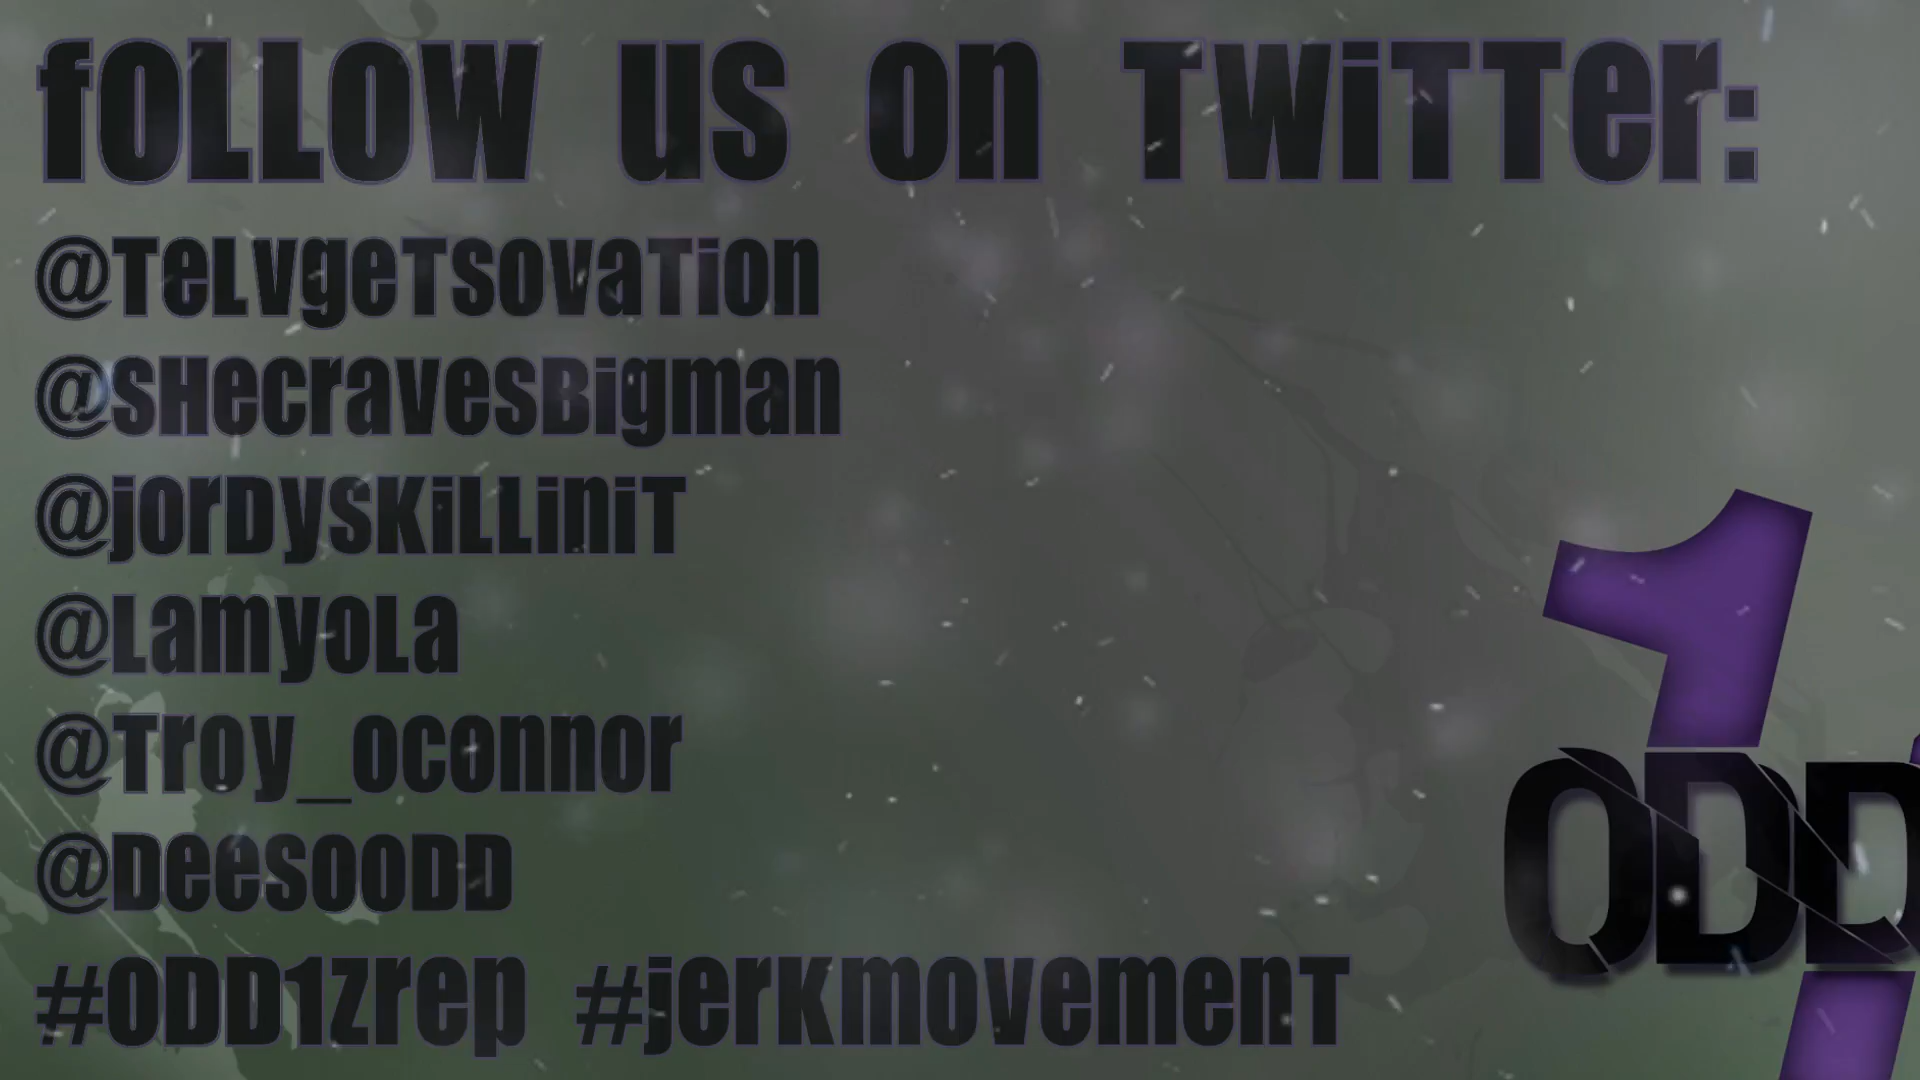 fOLLOW us on TWiTTer:
@TeLvgeTsovaTion
@sHecravesBigman
@jorDysKiLLiniT
@LamyoLa
@Troy_oconnor
@DeesOODD
#ODD1Zrep #jerKmovemenT
1
ODD